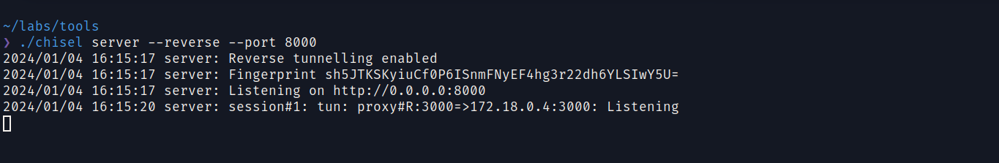 ~/labs/tools
❯ ./chisel server --reverse --port 8000
2024/01/04 16:15:17 server: Reverse tunnelling enabled
2024/01/04 16:15:17 server: Fingerprint sh5JTKSKyiuCf0P6ISnmFNyEF4hg3r22dh6YLSIwY5U=
2024/01/04 16:15:17 server: Listening on http://0.0.0.0:8000
2024/01/04 16:15:20 server: session#1: tun: proxy#R:3000=>172.18.0.4:3000: Listening